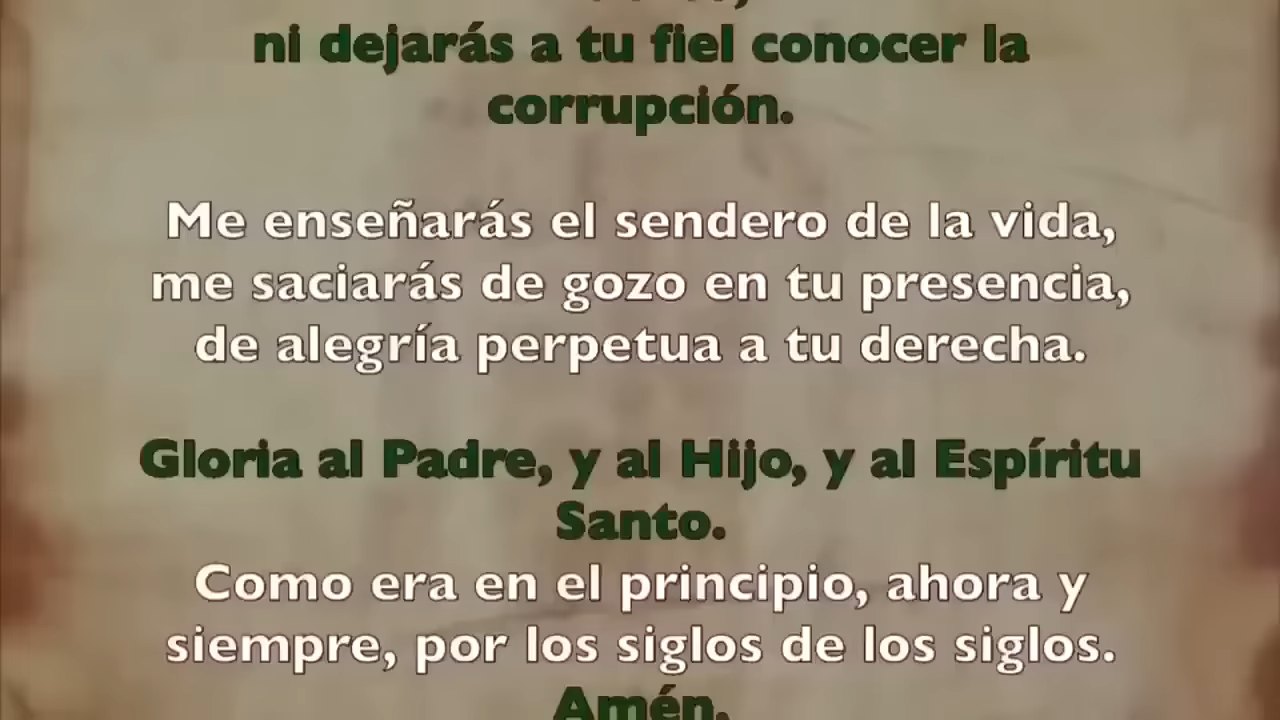 ni dejarás a tu fiel conocer la
corrupción.
Me enseñarás el sendero de la vida,
me saciarás de gozo en tu presencia,
de alegría perpetua a tu derecha.
Gloria al Padre, y al Hijo, y al Espíritu
Santo.
Como era en el principio, ahora y
siempre, por los siglos de los siglos.
Amén.